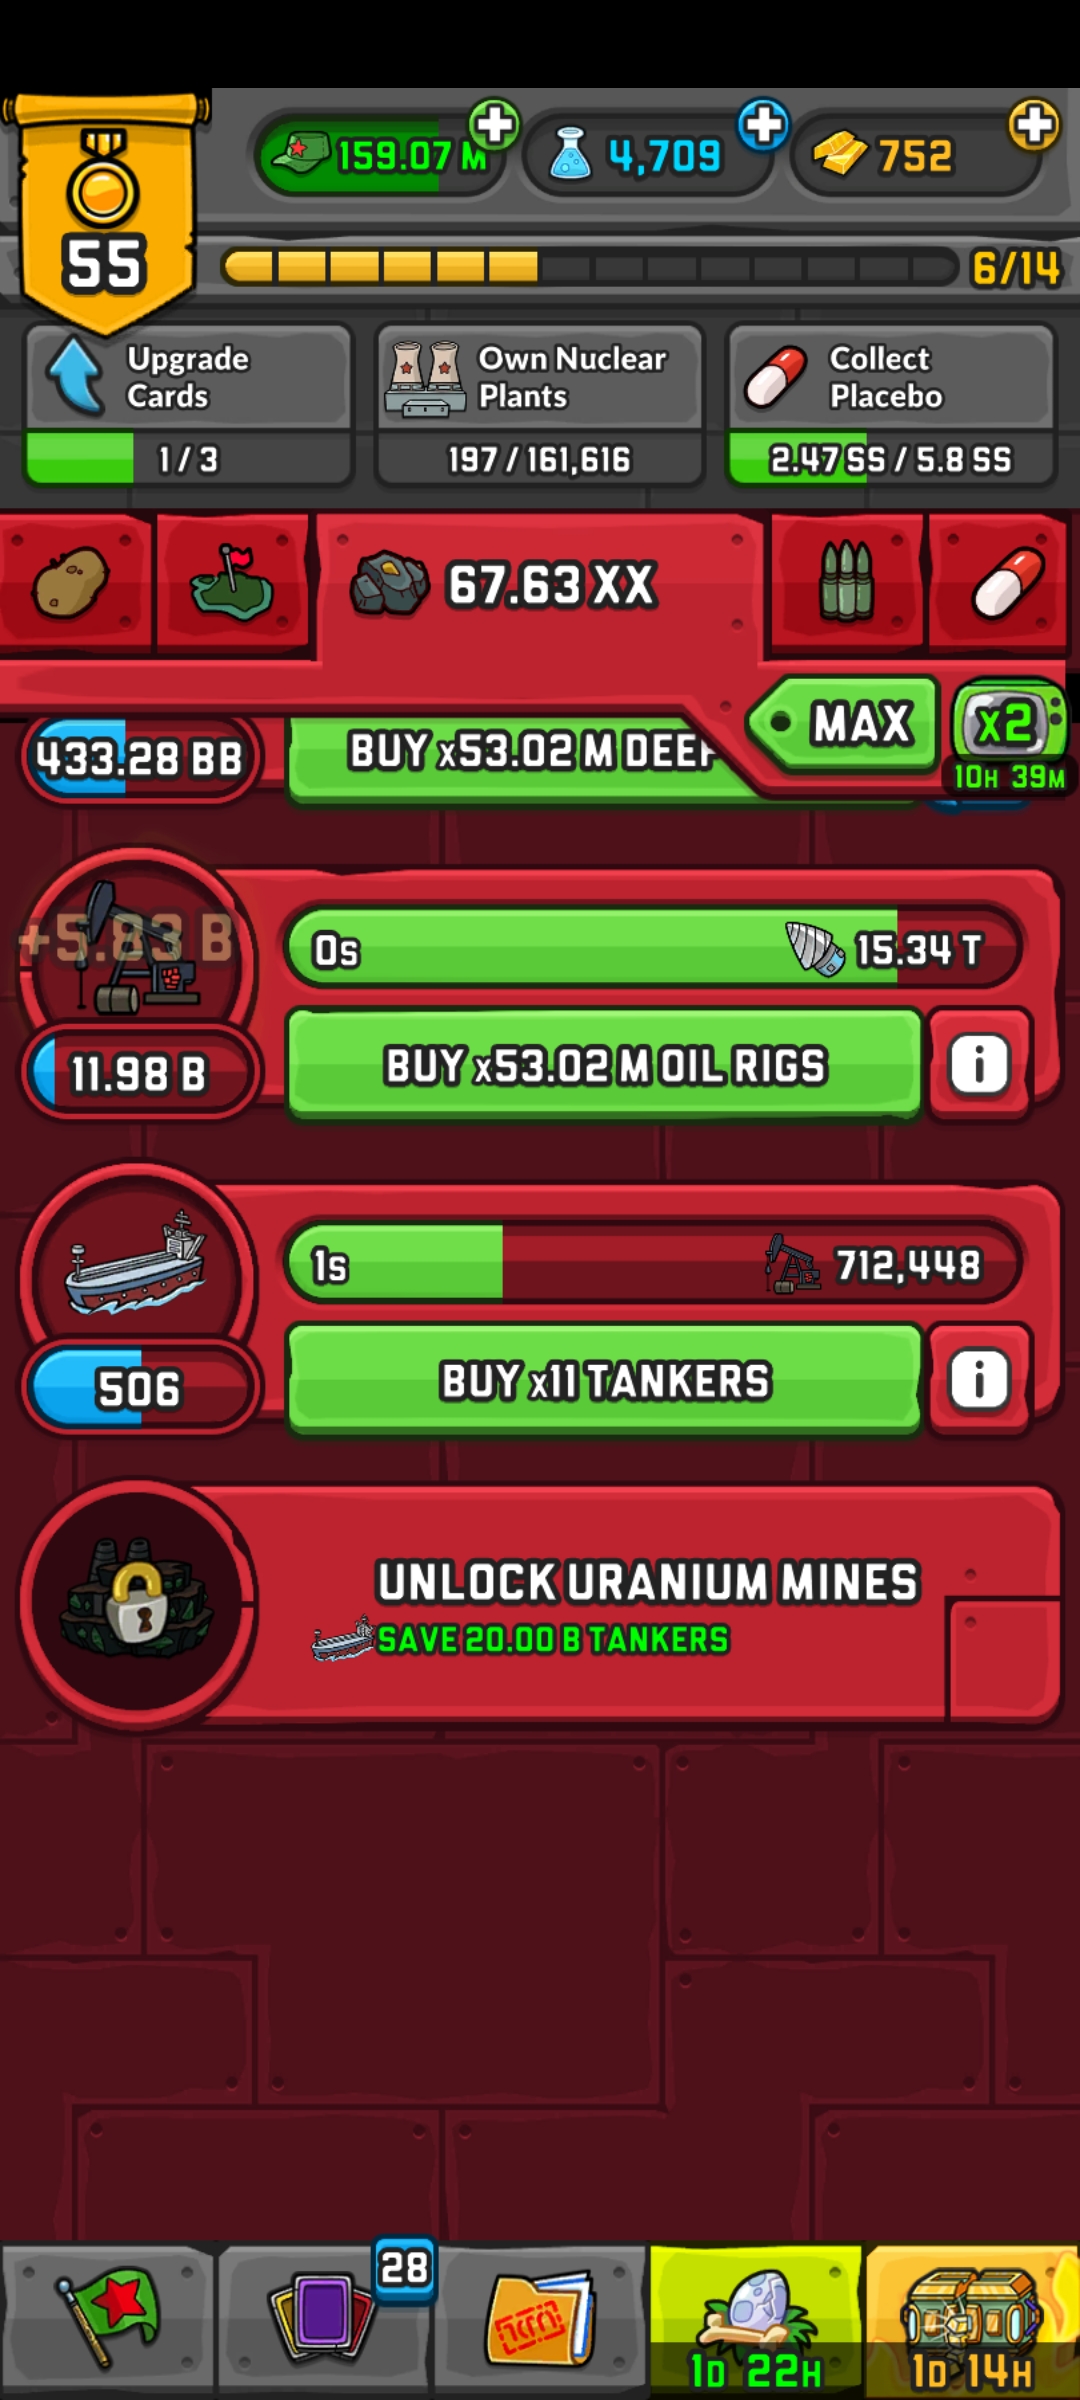 159.07 M
4,709
752
55
6/14
Upgrade
Cards
1 / 3
Own Nuclear
Plants
197 / 161,616
Collect
Placebo
2.47 SS / 5.8 SS
67.63 XX
MAX
x2
10H 39M
433.28 BB
BUY x53.02 M DEEP
+5.83 B
0s
15.34 T
11.98 B
BUY x53.02 M OIL RIGS
i
1s
712,448
506
BUY x11 TANKERS
i
UNLOCK URANIUM MINES
SAVE 20.00 B TANKERS
28
1D 22H
1D 14H